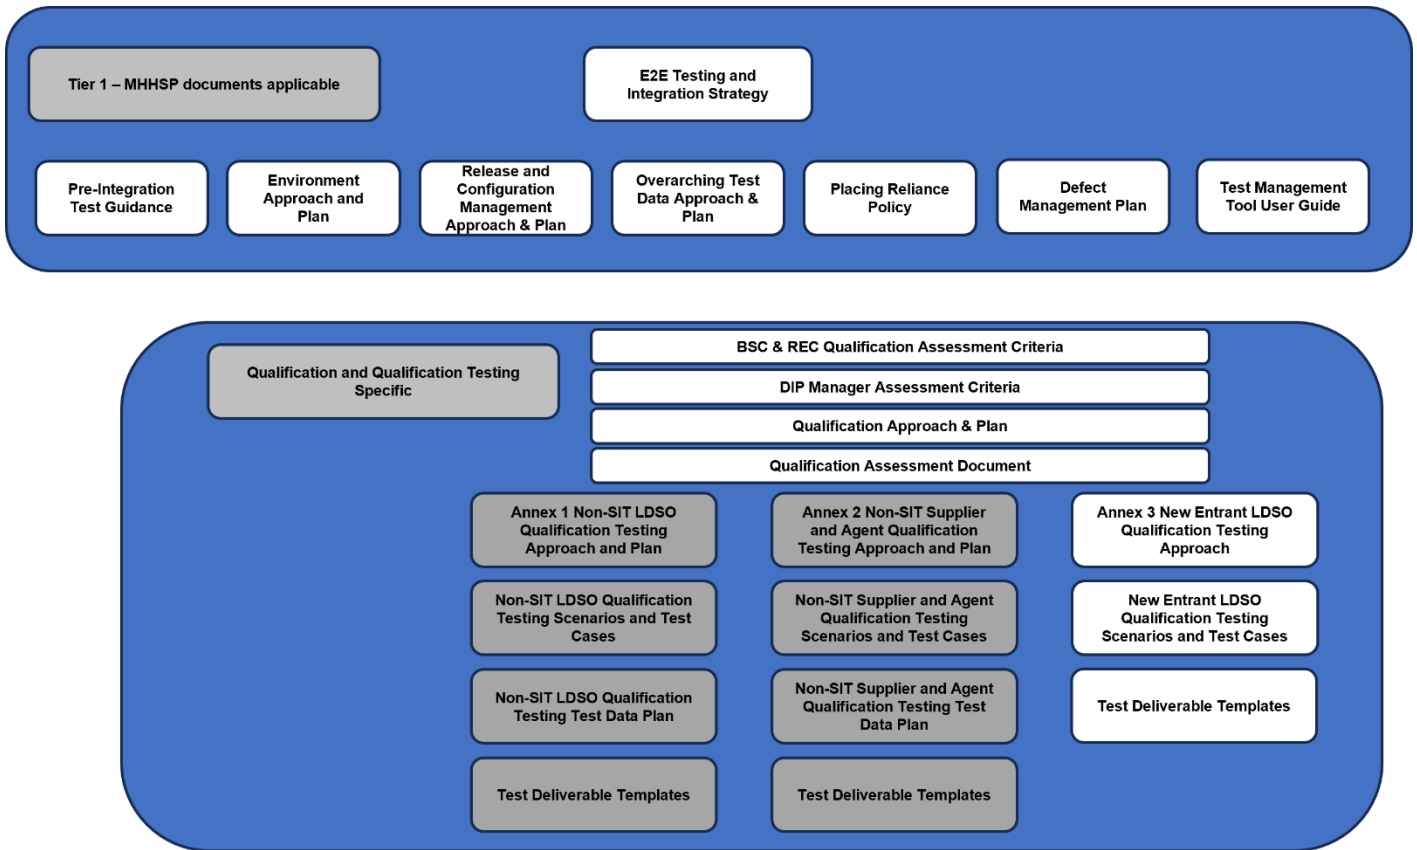 Tier 1 – MHHSP documents applicable
E2E Testing and
Integration Strategy
Pre-Integration
Test Guidance
Environment
Approach and
Plan
Release and
Configuration
Management
Approach & Plan
Overarching Test
Data Approach &
Plan
Placing Reliance
Policy
Defect
Management Plan
Test Management
Tool User Guide
Qualification and Qualification Testing
Specific
BSC & REC Qualification Assessment Criteria
DIP Manager Assessment Criteria
Qualification Approach & Plan
Qualification Assessment Document
Annex 1 Non-SIT LDSO
Qualification Testing
Approach and Plan
Annex 2 Non-SIT Supplier
and Agent Qualification
Testing Approach and Plan
Annex 3 New Entrant LDSO
Qualification Testing
Approach
Non-SIT LDSO Qualification
Testing Scenarios and Test
Cases
Non-SIT Supplier and Agent
Qualification Testing
Scenarios and Test Cases
New Entrant LDSO
Qualification Testing
Scenarios and Test Cases
Non-SIT LDSO Qualification
Testing Test Data Plan
Non-SIT Supplier and Agent
Qualification Testing Test
Data Plan
Test Deliverable Templates
Test Deliverable Templates
Test Deliverable Templates